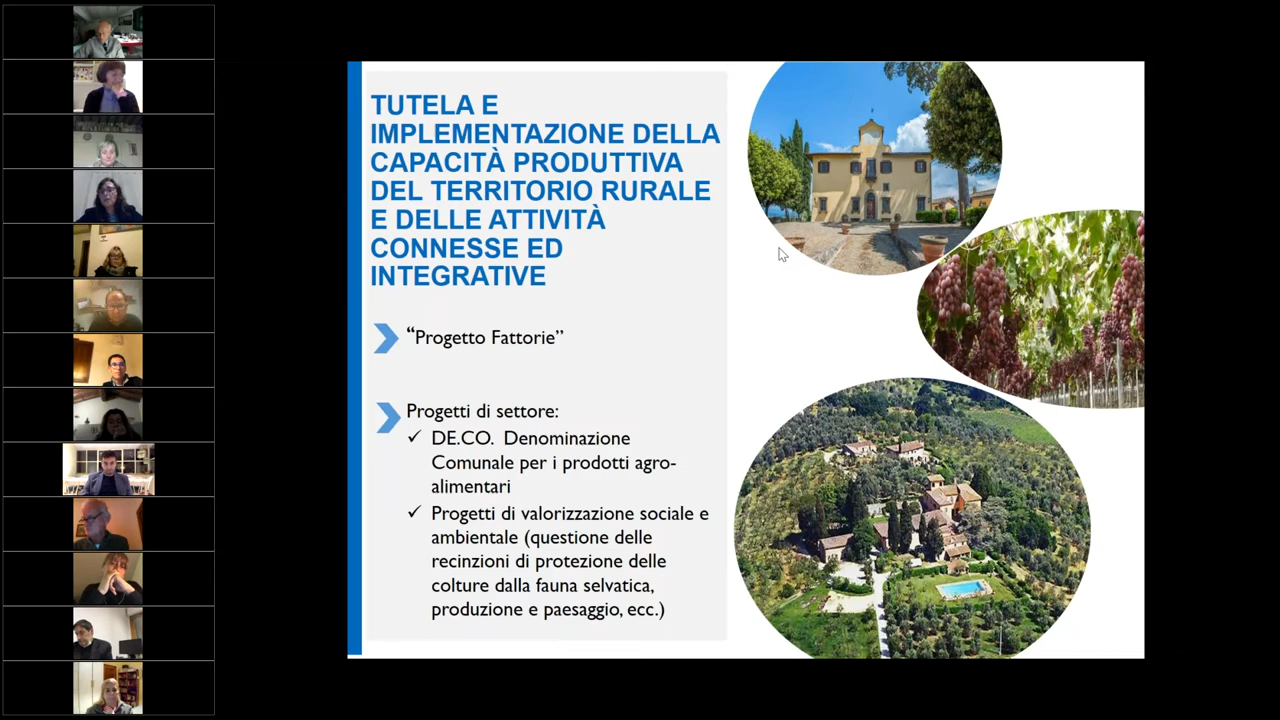 TUTELA E
IMPLEMENTAZIONE DELLA
CAPACITÀ PRODUTTIVA
DEL TERRITORIO RURALE
E DELLE ATTIVITÀ
CONNESSE ED
INTEGRATIVE
“Progetto Fattorie”
Progetti di settore:
DE.CO. Denominazione
Comunale per i prodotti agro-
alimentari
Progetti di valorizzazione sociale e
ambientale (questione delle
recinzioni di protezione delle
colture dalla fauna selvatica,
produzione e paesaggio, ecc.)